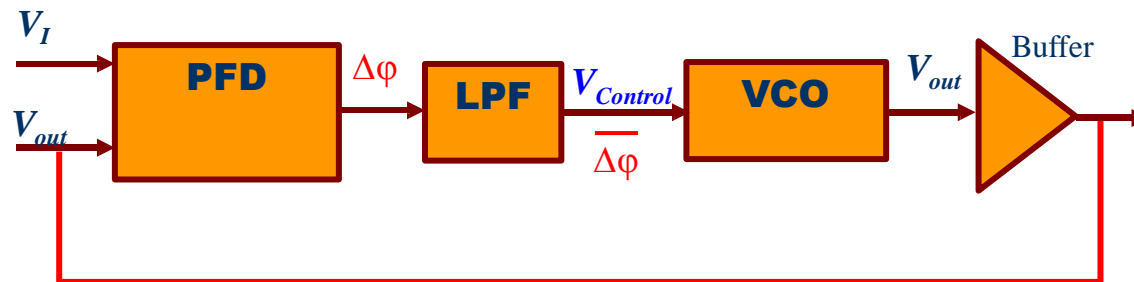 V_I
PFD
Δφ
LPF
V_Control
VCO
V_out
Buffer
V_out
Δφ